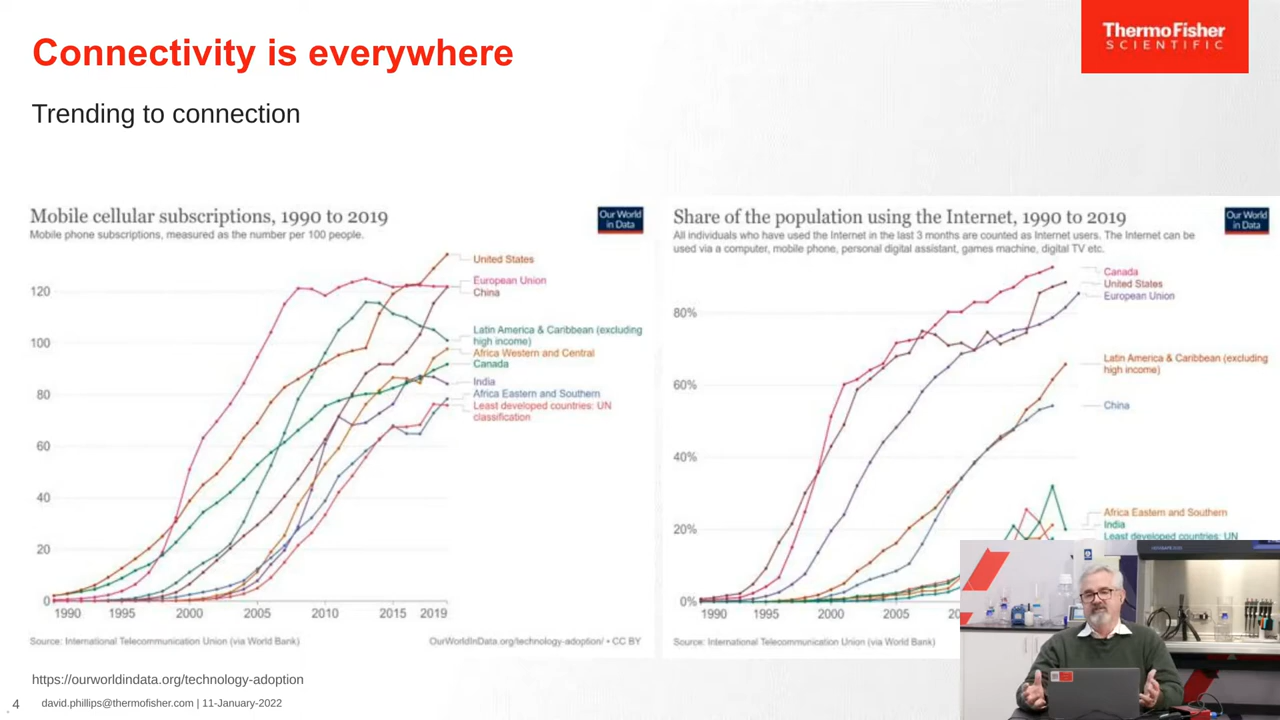 Connectivity is everywhere
ThermoFisher
SCIENTIFIC
Trending to connection
Mobile cellular subscriptions, 1990 to 2019
Mobile phone subscriptions, measured as the number per 100 people.
Our World
in Data
120
100
80
60
40
20
0
1990
1995
2000
2005
2010
2015
2019
United States
European Union
China
Latin America & Caribbean (excluding
high income)
Africa Western and Central
Canada
India
Africa Eastern and Southern
Least developed countries: UN
classification
Source: International Telecommunication Union (via World Bank)
OurWorldInData.org/technology-adoption/ • CC BY
Share of the population using the Internet, 1990 to 2019
All individuals who have used the Internet in the last 3 months are counted as Internet users. The Internet can be
used via a computer, mobile phone, personal digital assistant, games machine, digital TV etc.
Our World
in Data
80%
60%
40%
20%
0%
1990
1995
2000
2005
Canada
United States
European Union
Latin America & Caribbean (excluding
high income)
China
Africa Eastern and Southern
India
Least developed countries: UN
Source: International Telecommunication Union (via World Bank)
https://ourworldindata.org/technology-adoption
4
david.phillips@thermofisher.com | 11-January-2022